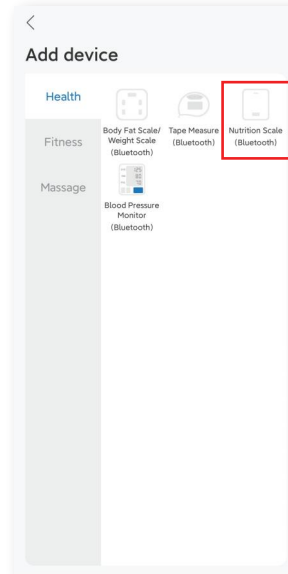 Add device
Health
Fitness
Massage
Body Fat Scale/
Weight Scale
(Bluetooth)
Tape Measure
(Bluetooth)
Nutrition Scale
(Bluetooth)
Blood Pressure
Monitor
(Bluetooth)